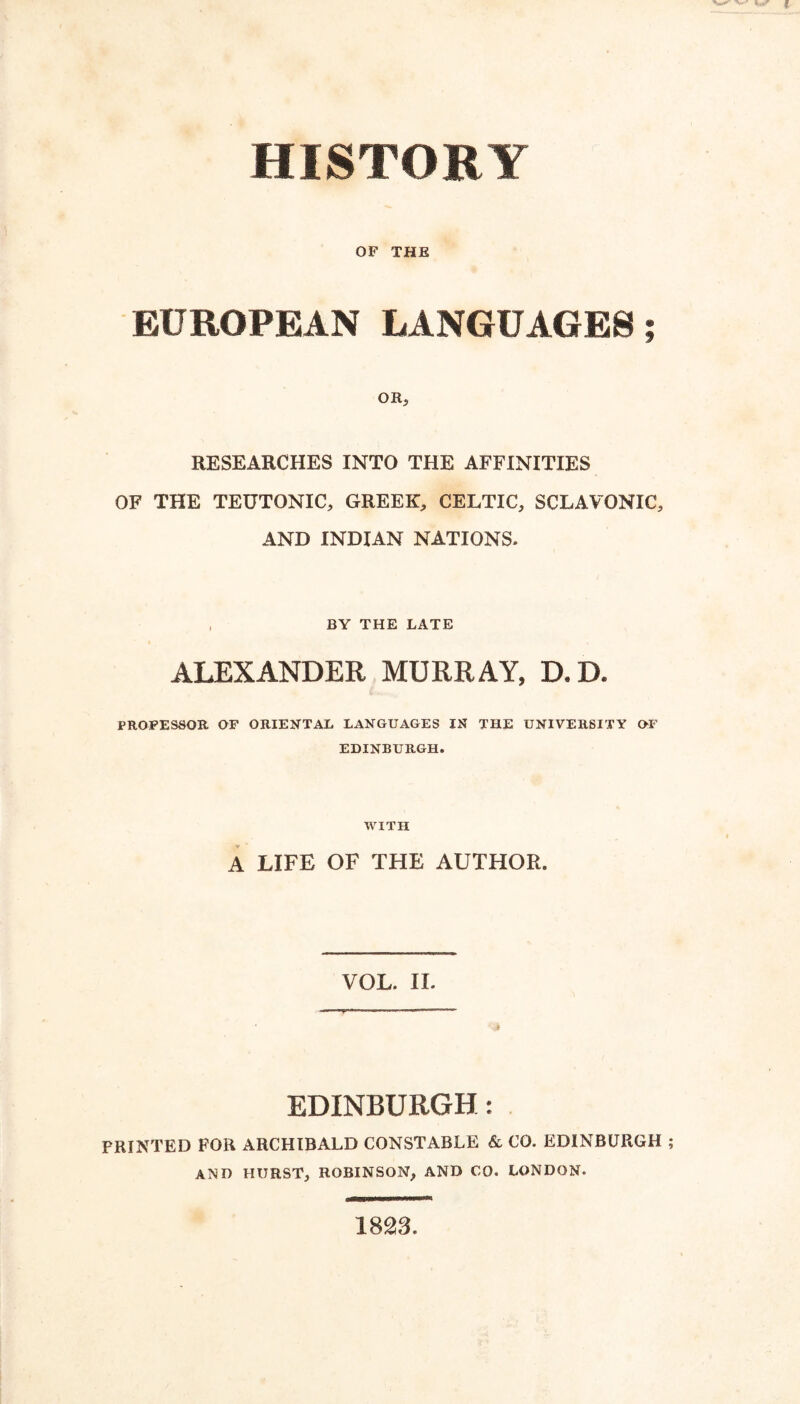 HISTORY
OF THE
EUROPEAN LANGUAGES;
OR,
RESEARCHES INTO THE AFFINITIES
OF THE TEUTONIC, GREEK, CELTIC, SCLAVONIC,
AND INDIAN NATIONS.
BY THE LATE
ALEXANDER MURRAY, D. D.
PROFESSOR OF ORIENTAL LANGUAGES IN THE UNIVERSITY OF
EDINBURGH.
WITH
A LIFE OF THE AUTHOR.
VOL. II.
EDINBURGH:
PRINTED FOR ARCHIBALD CONSTABLE & CO. EDINBURGH;
AND HURST, ROBINSON, AND CO. LONDON.
1823.